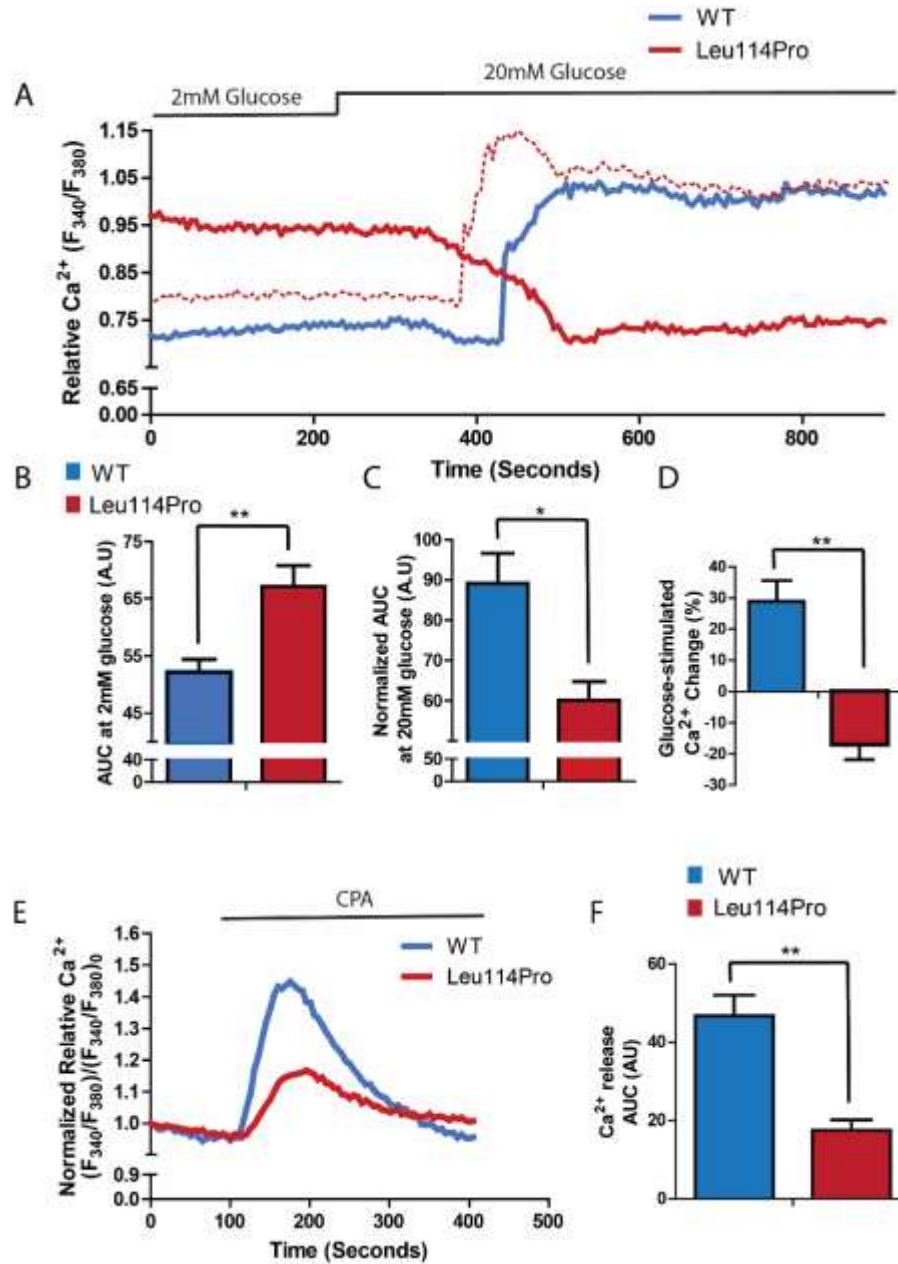 WT
Leu114Pro
A
2mM Glucose
20mM Glucose
Relative Ca²⁺ (F₃₄₀/F₃₈₀)
1.15
1.05
0.95
0.85
0.75
0.65
0.00
0 200 400 600 800
Time (Seconds)
B
WT
Leu114Pro
**
AUC at 2mM glucose (A.U)
75
65
55
45
40
0
C
*
Normalized AUC
at 20mM glucose (A.U)
100
90
80
70
60
50
0
D
**
Glucose-stimulated
Ca²⁺ Change (%)
40
30
20
10
0
-10
-20
-30
E
CPA
WT
Leu114Pro
Normalized Relative Ca²⁺
(F₃₄₀/F₃₈₀)/(F₃₄₀/F₃₈₀)₀
1.6
1.5
1.4
1.3
1.2
1.1
1.0
0.9
0.0
0 100 200 300 400 500
Time (Seconds)
F
WT
Leu114Pro
**
Ca²⁺ release
AUC (AU)
60
40
20
0